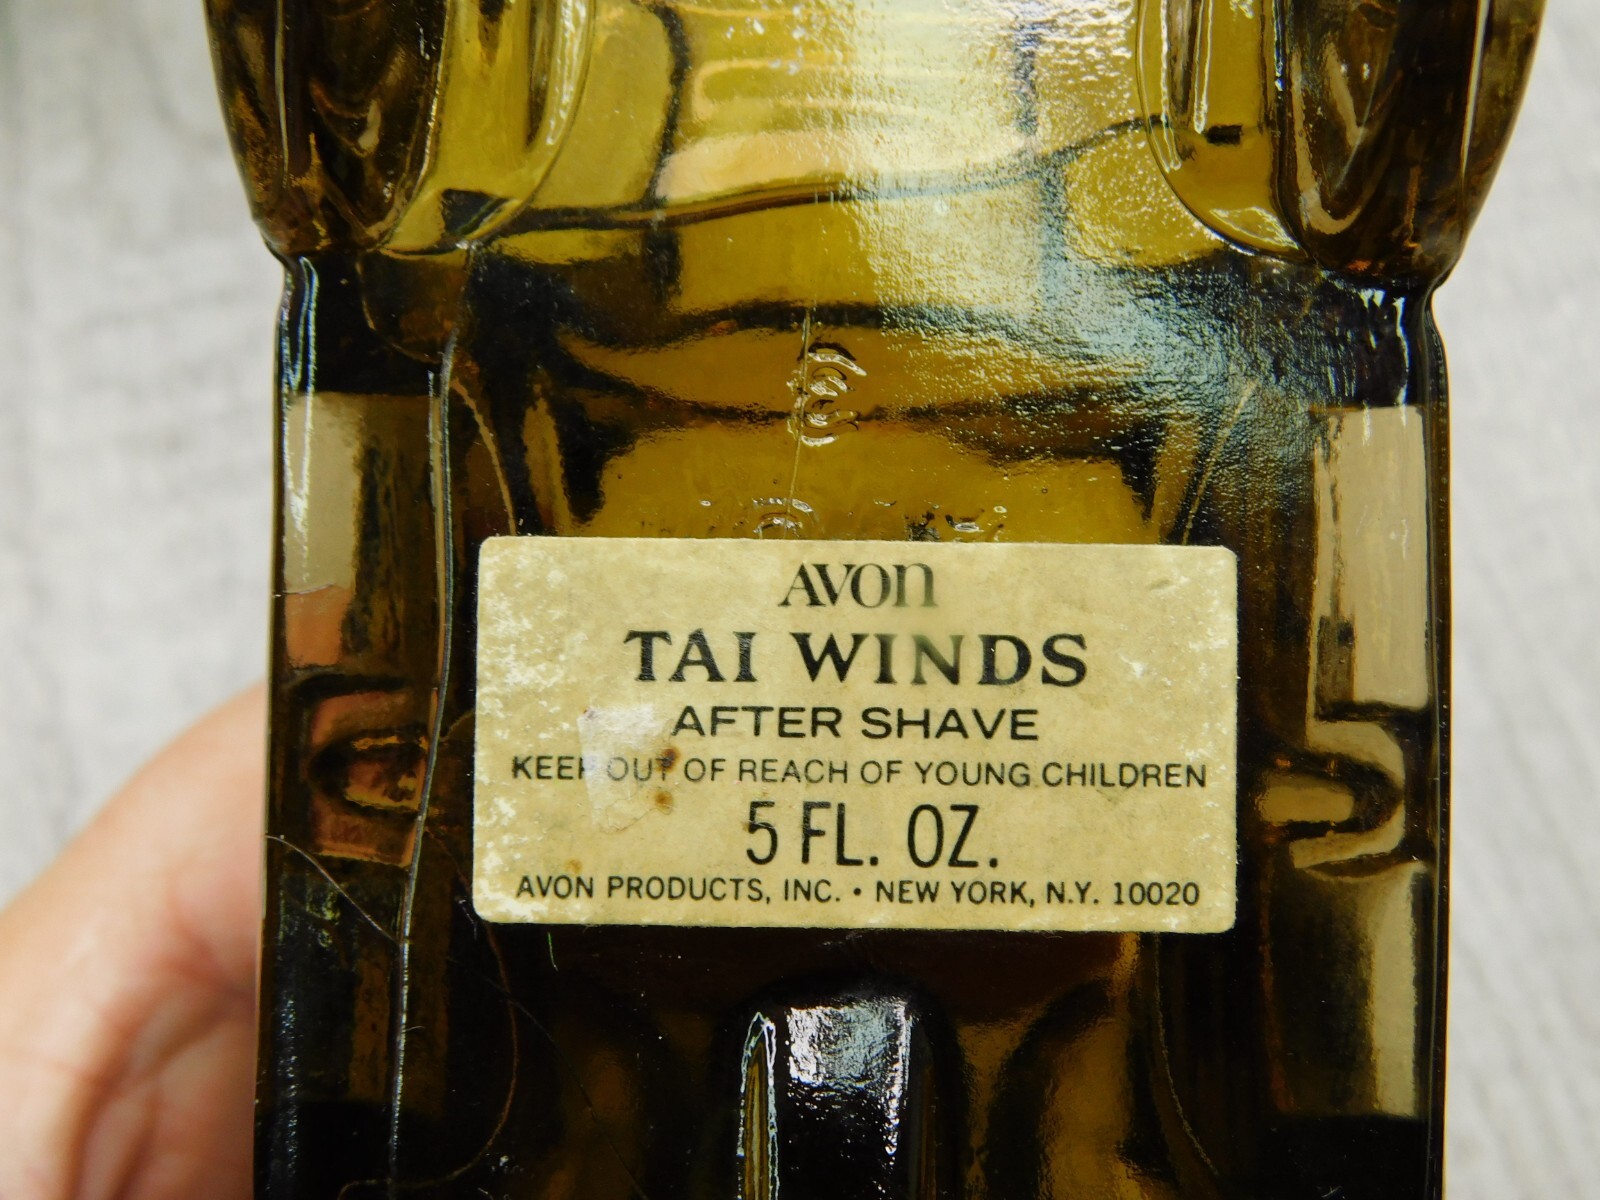 AVON
TAI WINDS
AFTER SHAVE
KEEP OUT OF REACH OF YOUNG CHILDREN
5 FL. OZ.
AVON PRODUCTS, INC. • NEW YORK, N.Y. 10020